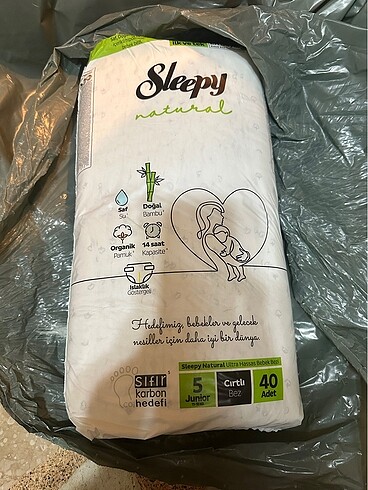 Sleepy
natural
Saf
Su
Doğal
Bambu
Organik
Pamuk
14 saat
Kapasite
Islaklık
Göstergeli
Hedefimiz, bebekler ve gelecek
nesiller için daha iyi bir dünya.
sıfır
karbon
hedefi
Sleepy Natural Ultra Hassas Bebek Bezi
5
Junior
Cırtlı
Bez
40
Adet